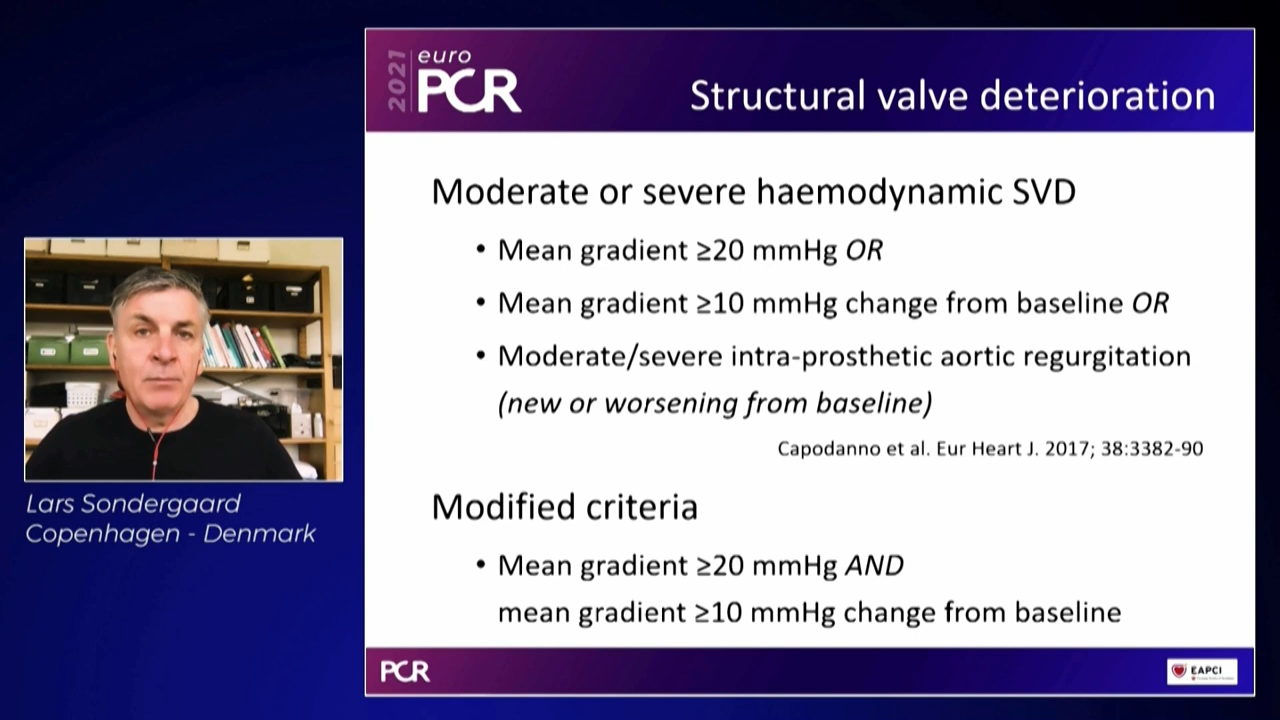 2021
euro
PCR
Structural valve deterioration
Moderate or severe haemodynamic SVD
• Mean gradient ≥20 mmHg OR
• Mean gradient ≥10 mmHg change from baseline OR
• Moderate/severe intra-prosthetic aortic regurgitation
(new or worsening from baseline)
Capodanno et al. Eur Heart J. 2017; 38:3382-90
Modified criteria
• Mean gradient ≥20 mmHg AND
mean gradient ≥10 mmHg change from baseline
Lars Sondergaard
Copenhagen - Denmark
PCR
EAPCI